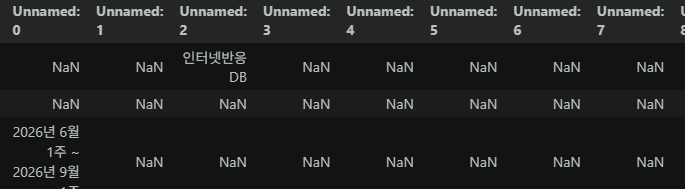 Unnamed: Unnamed: Unnamed: Unnamed: Unnamed: Unnamed: Unnamed: Unnamed: Unnamed:
0 1 2 3 4 5 6 7 8
NaN NaN 인터넷반응 DB NaN NaN NaN NaN NaN
NaN NaN NaN NaN NaN NaN NaN NaN
2026년 6월
1주 ~
2026년 9월
NaN NaN NaN NaN NaN NaN NaN